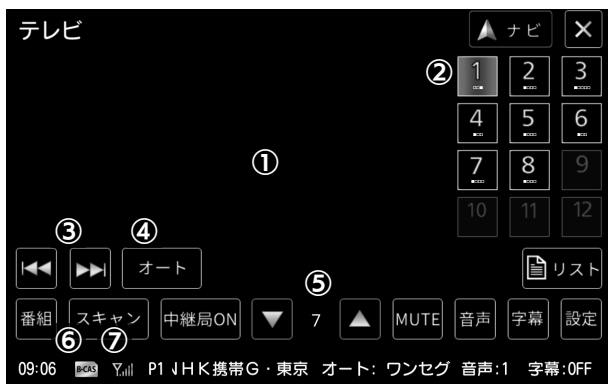 テレビ
ナビ
②
1 2 3
4 5 6
①
7 8 9
10 11 12
③ ④
オート
リスト
⑤
番組 スキャン 中継局ON 7 MUTE 音声 字幕 設定
⑥ ⑦
09:06 B-CAS P1 NHK携帯G・東京 オート: ワンセグ 音声:1 字幕:OFF